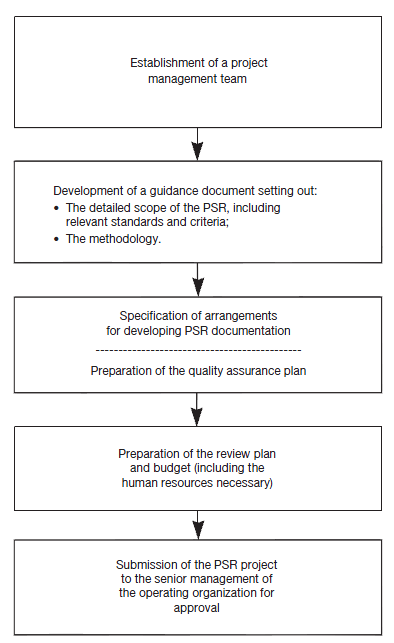 Establishment of a project
management team
Development of a guidance document setting out:
• The detailed scope of the PSR, including
relevant standards and criteria;
• The methodology.
Specification of arrangements
for developing PSR documentation
Preparation of the quality assurance plan
Preparation of the review plan
and budget (including the
human resources necessary)
Submission of the PSR project
to the senior management of
the operating organization for
approval